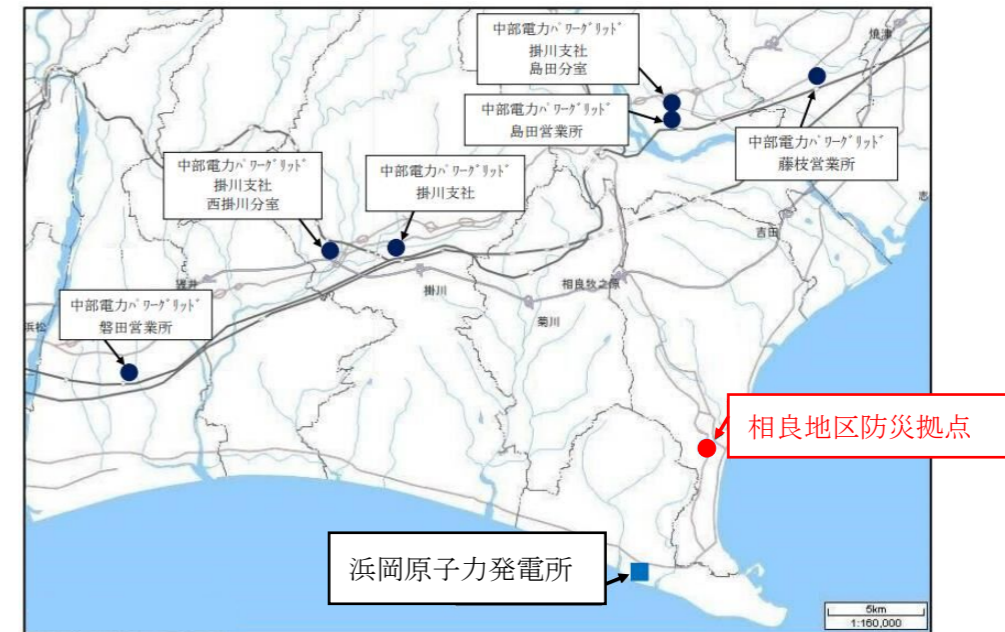 中部電力ﾊﾟﾜｰｸﾞﾘｯﾄﾞ
掛川支社
島田分室
焼津
中部電力ﾊﾟﾜｰｸﾞﾘｯﾄﾞ
島田営業所
中部電力ﾊﾟﾜｰｸﾞﾘｯﾄﾞ
藤枝営業所
中部電力ﾊﾟﾜｰｸﾞﾘｯﾄﾞ
掛川支社
西掛川分室
中部電力ﾊﾟﾜｰｸﾞﾘｯﾄﾞ
掛川支社
志
吉田
袋井
掛川
相良牧之原
菊川
中部電力ﾊﾟﾜｰｸﾞﾘｯﾄﾞ
磐田営業所
浜松
相良地区防災拠点
浜岡原子力発電所
5km
1:160,000